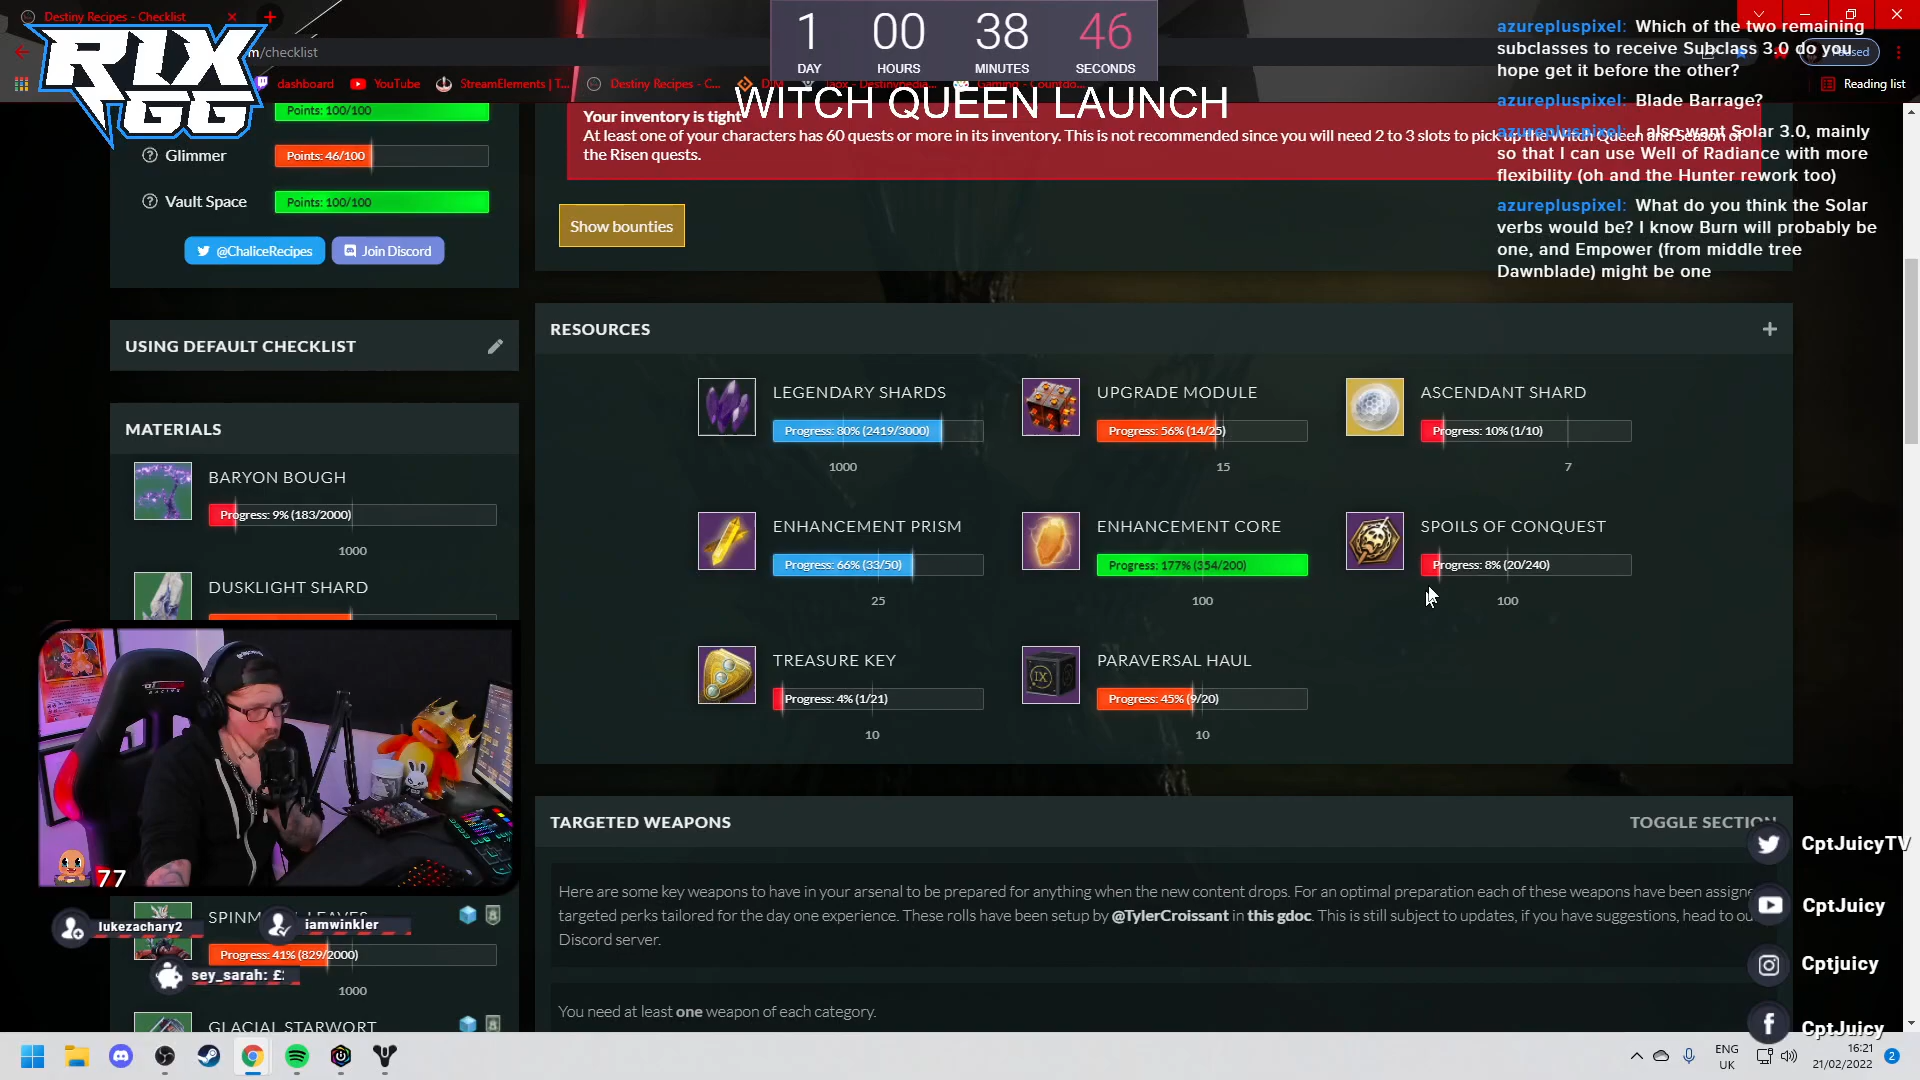 Destiny Recipes - Checklist
m/checklist
Paused
dashboard
YouTube
StreamElements | T...
Destiny Recipes - C...
Reading list
RIX
GG
1 00 38 46
DAY HOURS MINUTES SECONDS
WITCH QUEEN LAUNCH
azurepluspixel: Which of the two remaining
subclasses to receive Subclass 3.0 do you
hope get it before the other?
azurepluspixel: Blade Barrage?
azurepluspixel: I also want Solar 3.0, mainly
so that I can use Well of Radiance with more
flexibility (oh and the Hunter rework too)
azurepluspixel: What do you think the Solar
verbs would be? I know Burn will probably be
one, and Empower (from middle tree
Dawnblade) might be one
Points: 100/100
Glimmer
Points: 46/100
Vault Space
Points: 100/100
@ChaliceRecipes
Join Discord
Your inventory is tight
At least one of your characters has 60 quests or more in its inventory. This is not recommended since you will need 2 to 3 slots to pick up the Witch Queen and Season of
the Risen quests.
Show bounties
USING DEFAULT CHECKLIST
MATERIALS
BARYON BOUGH
Progress: 9% (183/2000)
1000
DUSKLIGHT SHARD
SPINM
LEAVES
Progress: 41% (829/2000)
1000
GLACIAL STARWORT
RESOURCES
LEGENDARY SHARDS
Progress: 80% (2419/3000)
1000
UPGRADE MODULE
Progress: 56% (14/25)
15
ASCENDANT SHARD
Progress: 10% (1/10)
7
ENHANCEMENT PRISM
Progress: 66% (33/50)
25
ENHANCEMENT CORE
Progress: 177% (354/200)
100
SPOILS OF CONQUEST
Progress: 8% (20/240)
100
TREASURE KEY
Progress: 4% (1/21)
10
PARAVERSAL HAUL
Progress: 45% (9/20)
10
TARGETED WEAPONS
TOGGLE SECTION
Here are some key weapons to have in your arsenal to be prepared for anything when the new content drops. For an optimal preparation each of these weapons have been assigne
targeted perks tailored for the day one experience. These rolls have been setup by @TylerCroissant in this gdoc. This is still subject to updates, if you have suggestions, head to ou
Discord server.
You need at least one weapon of each category.
77
lukezachary2
iamwinkler
sey_sarah: £
CptJuicyTV
CptJuicy
Cptjuicy
CptJuicy
ENG
UK
16:21
21/02/2022
2